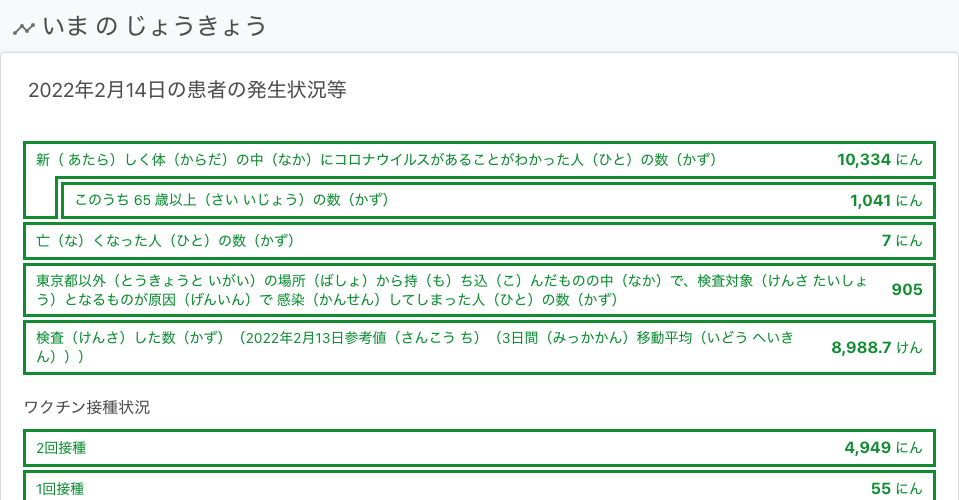 いま の じょうきょう
2022年2月14日の患者の発生状況等
新（ あたら）しく体（からだ）の中（なか）にコロナウイルスがあることがわかった人（ひと）の数（かず） 10,334 にん
このうち 65 歳以上（さい いじょう）の数（かず） 1,041 にん
亡（な）くなった人（ひと）の数（かず） 7 にん
東京都以外（とうきょうと いがい）の場所（ばしょ）から持（も）ち込（こ）んだものの中（なか）で、検査対象（けんさ たいしょ
う）となるものが原因（げんいん）で 感染（かんせん）してしまった人（ひと）の数（かず） 905
検査（けんさ）した数（かず）（2022年2月13日参考値（さんこう ち）（3日間（みっかかん）移動平均（いどう へいき
ん））） 8,988.7 けん
ワクチン接種状況
2回接種 4,949 にん
1回接種 55 にん